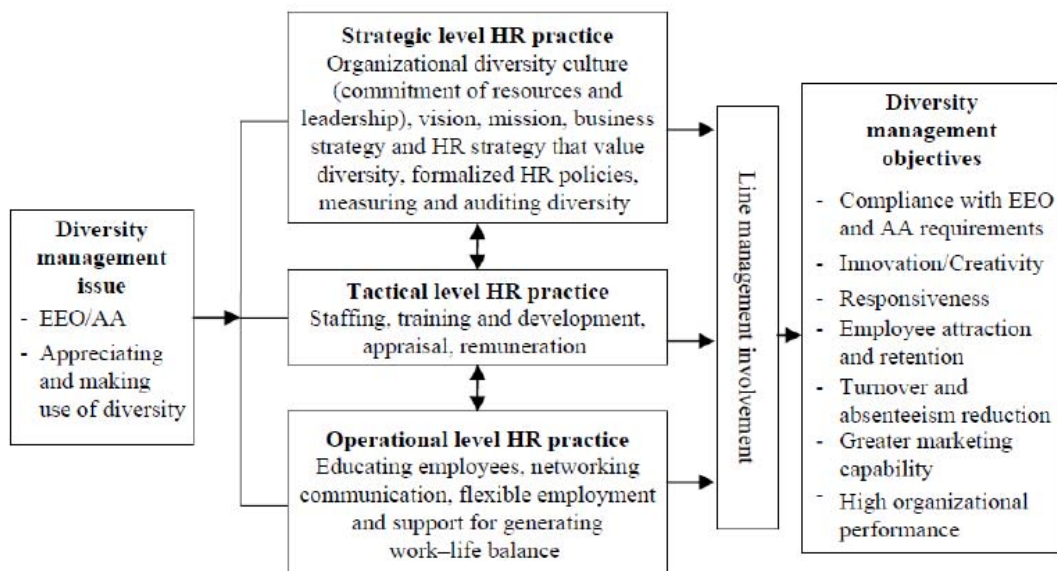 Diversity
management
issue
- EEO/AA
- Appreciating
and making
use of diversity
Strategic level HR practice
Organizational diversity culture
(commitment of resources and
leadership), vision, mission, business
strategy and HR strategy that value
diversity, formalized HR policies,
measuring and auditing diversity
Tactical level HR practice
Staffing, training and development,
appraisal, remuneration
Operational level HR practice
Educating employees, networking
communication, flexible employment
and support for generating
work–life balance
Line management involvement
Diversity
management
objectives
- Compliance with EEO
and AA requirements
- Innovation/Creativity
- Responsiveness
- Employee attraction
and retention
- Turnover and
absenteeism reduction
- Greater marketing
capability
- High organizational
performance